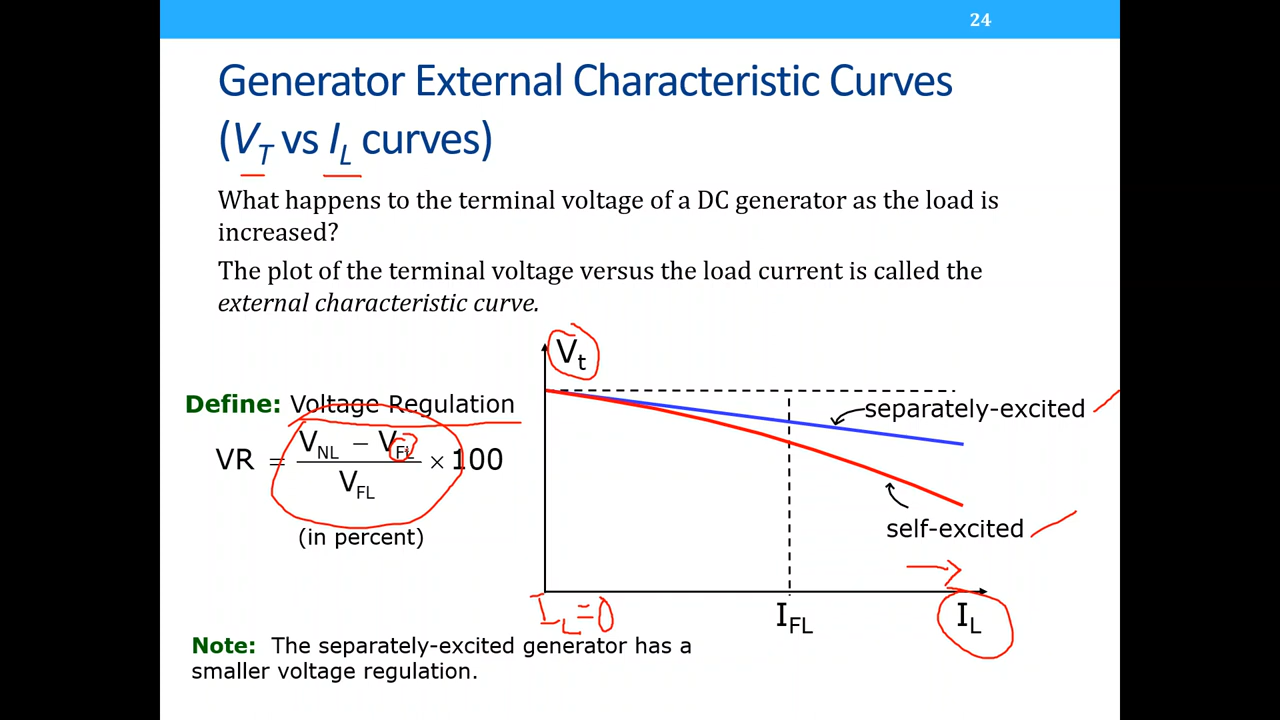 24
Generator External Characteristic Curves
(V_T vs I_L curves)
What happens to the terminal voltage of a DC generator as the load is
increased?
The plot of the terminal voltage versus the load current is called the
external characteristic curve.
Define: Voltage Regulation
VR = (V_NL − V_FL) / V_FL × 100
(in percent)
V_t
separately-excited
self-excited
I_L=0
I_FL
I_L
Note: The separately-excited generator has a
smaller voltage regulation.